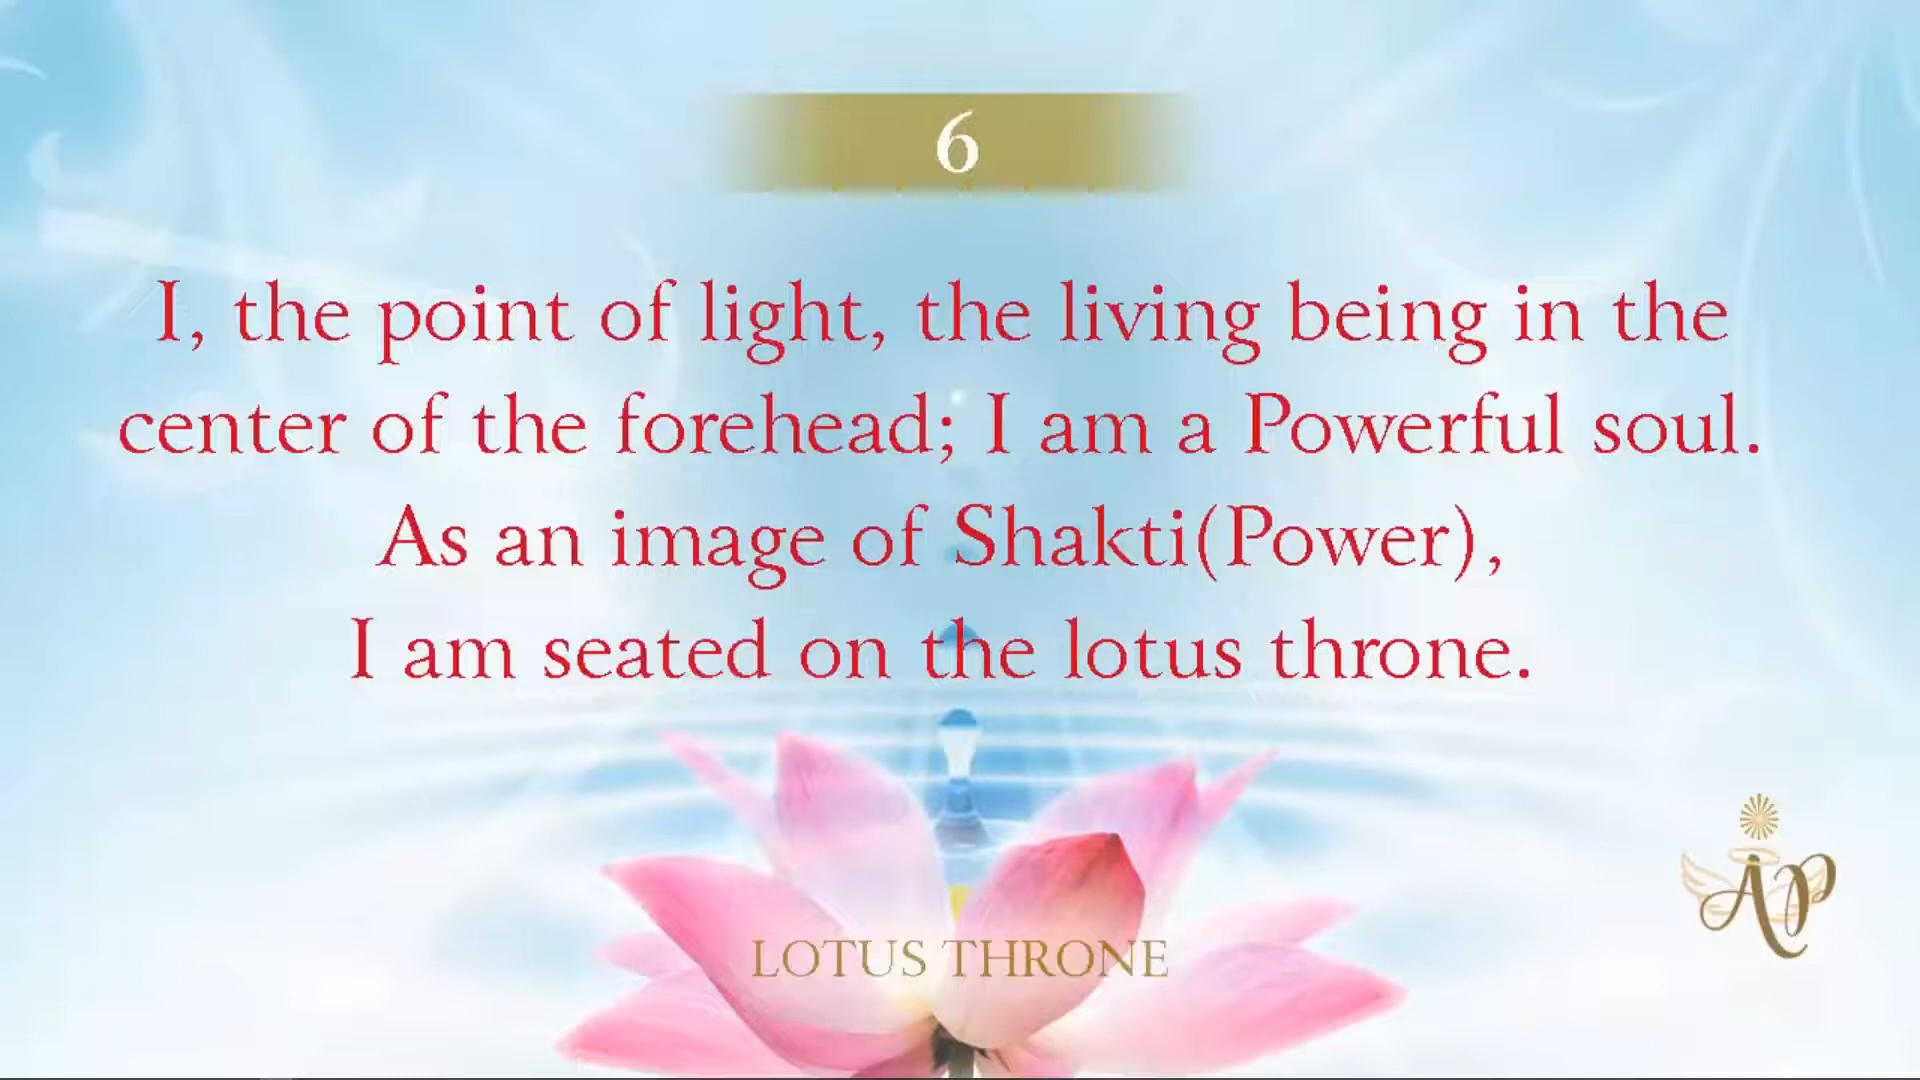 6
I, the point of light, the living being in the
center of the forehead; I am a Powerful soul.
As an image of Shakti(Power),
I am seated on the lotus throne.
LOTUS THRONE
AP